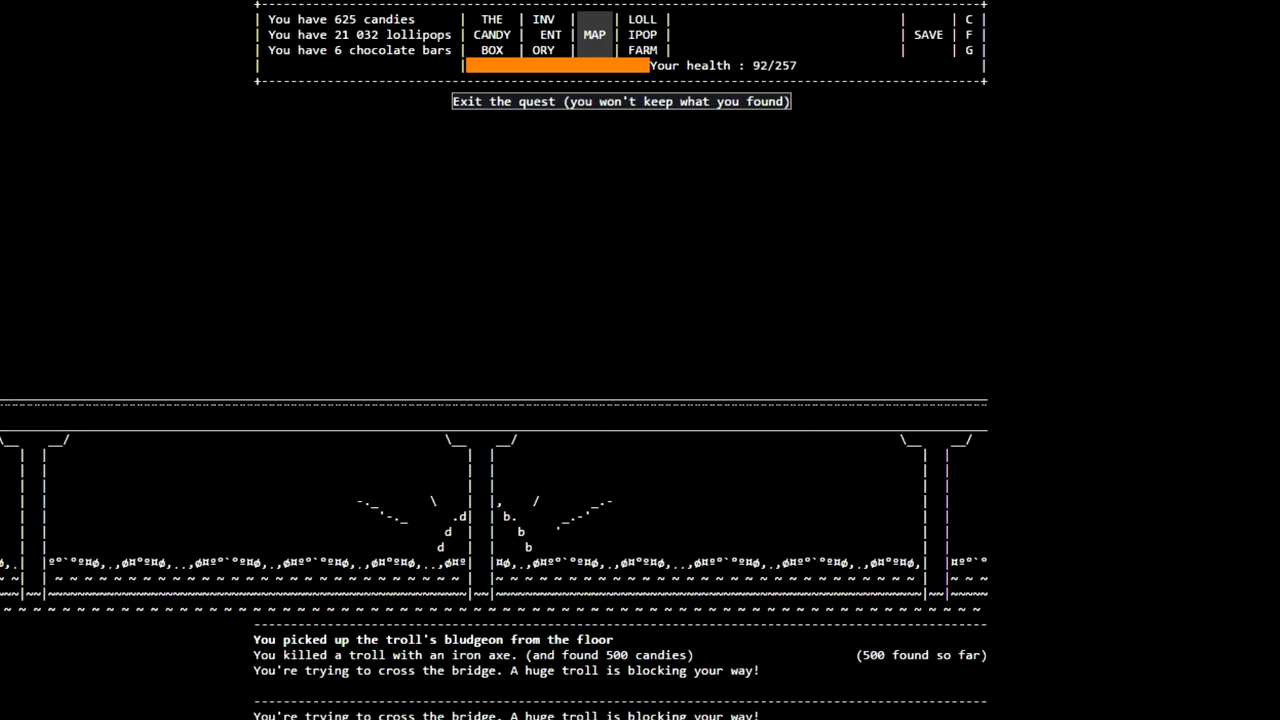 You have 625 candies | THE | INV | | LOLL | | | C |
You have 21 032 lollipops | CANDY | ENT | MAP | IPOP | | SAVE | F |
You have 6 chocolate bars | BOX | ORY | | FARM | | | G |
Your health : 92/257
Exit the quest (you won't keep what you found)
You picked up the troll's bludgeon from the floor
You killed a troll with an iron axe. (and found 500 candies) (500 found so far)
You're trying to cross the bridge. A huge troll is blocking your way!
You're trying to cross the bridge. A huge troll is blocking your way!